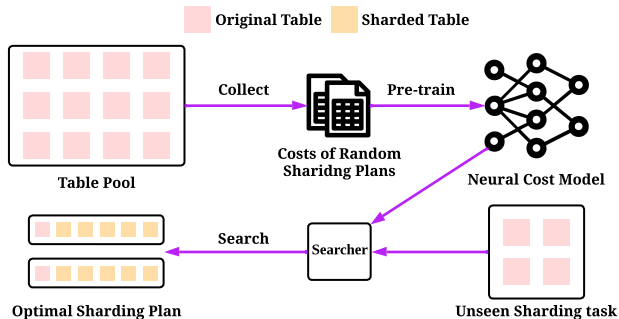 Original Table
Sharded Table
Collect
Pre-train
Table Pool
Costs of Random
Sharidng Plans
Neural Cost Model
Search
Searcher
Optimal Sharding Plan
Unseen Sharding task